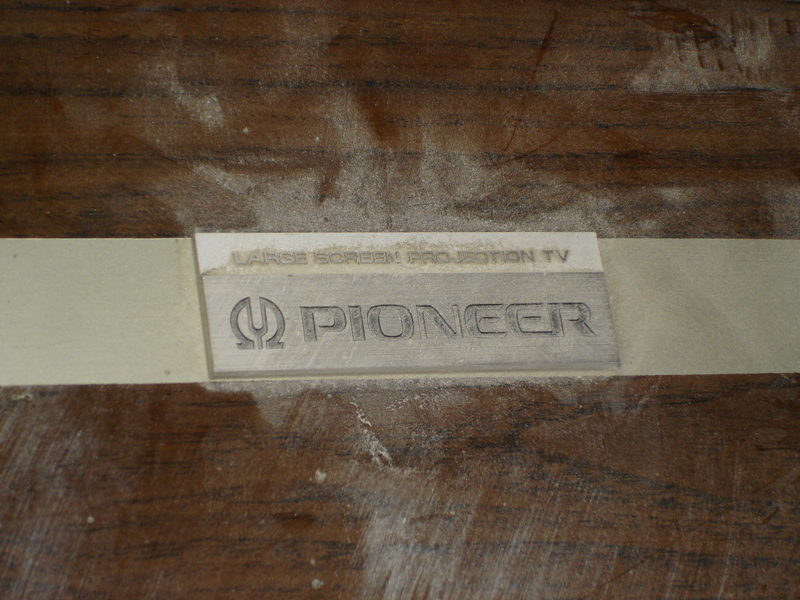 LARGE SCREEN PROJECTION TV
PIONEER